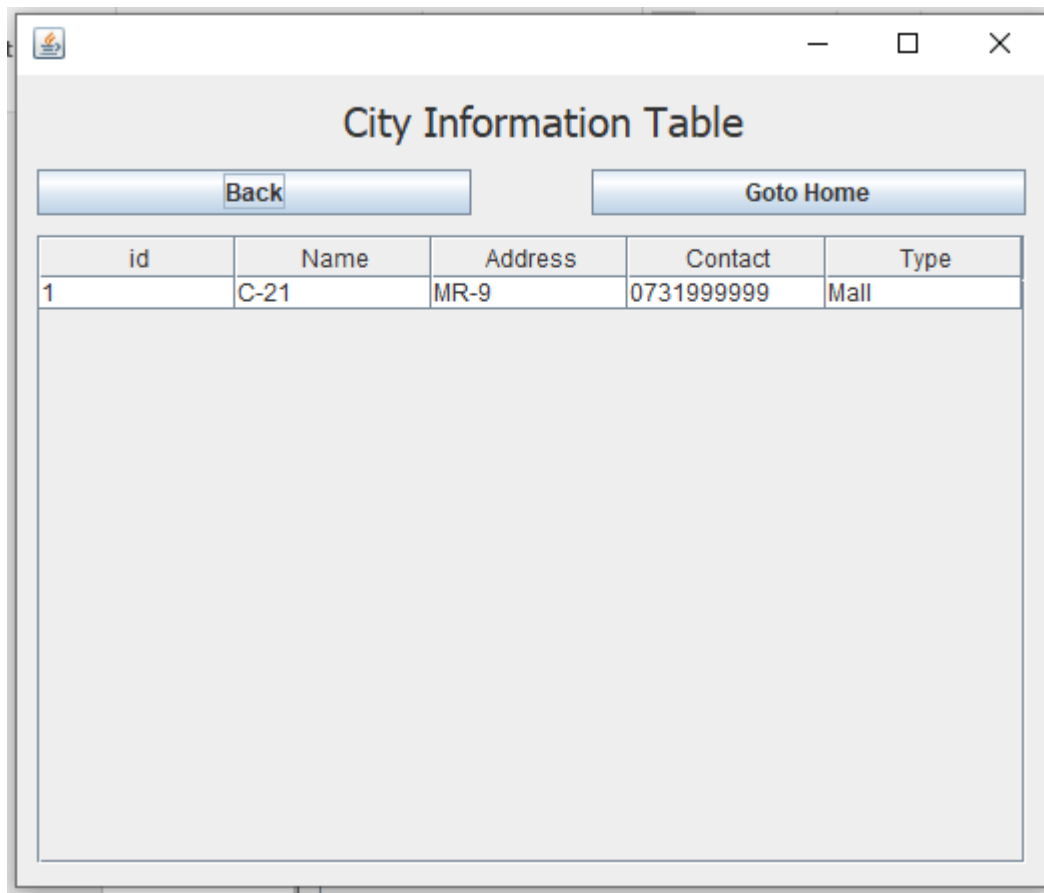 t
City Information Table
Back Goto Home
id Name Address Contact Type
1 C-21 MR-9 0731999999 Mall